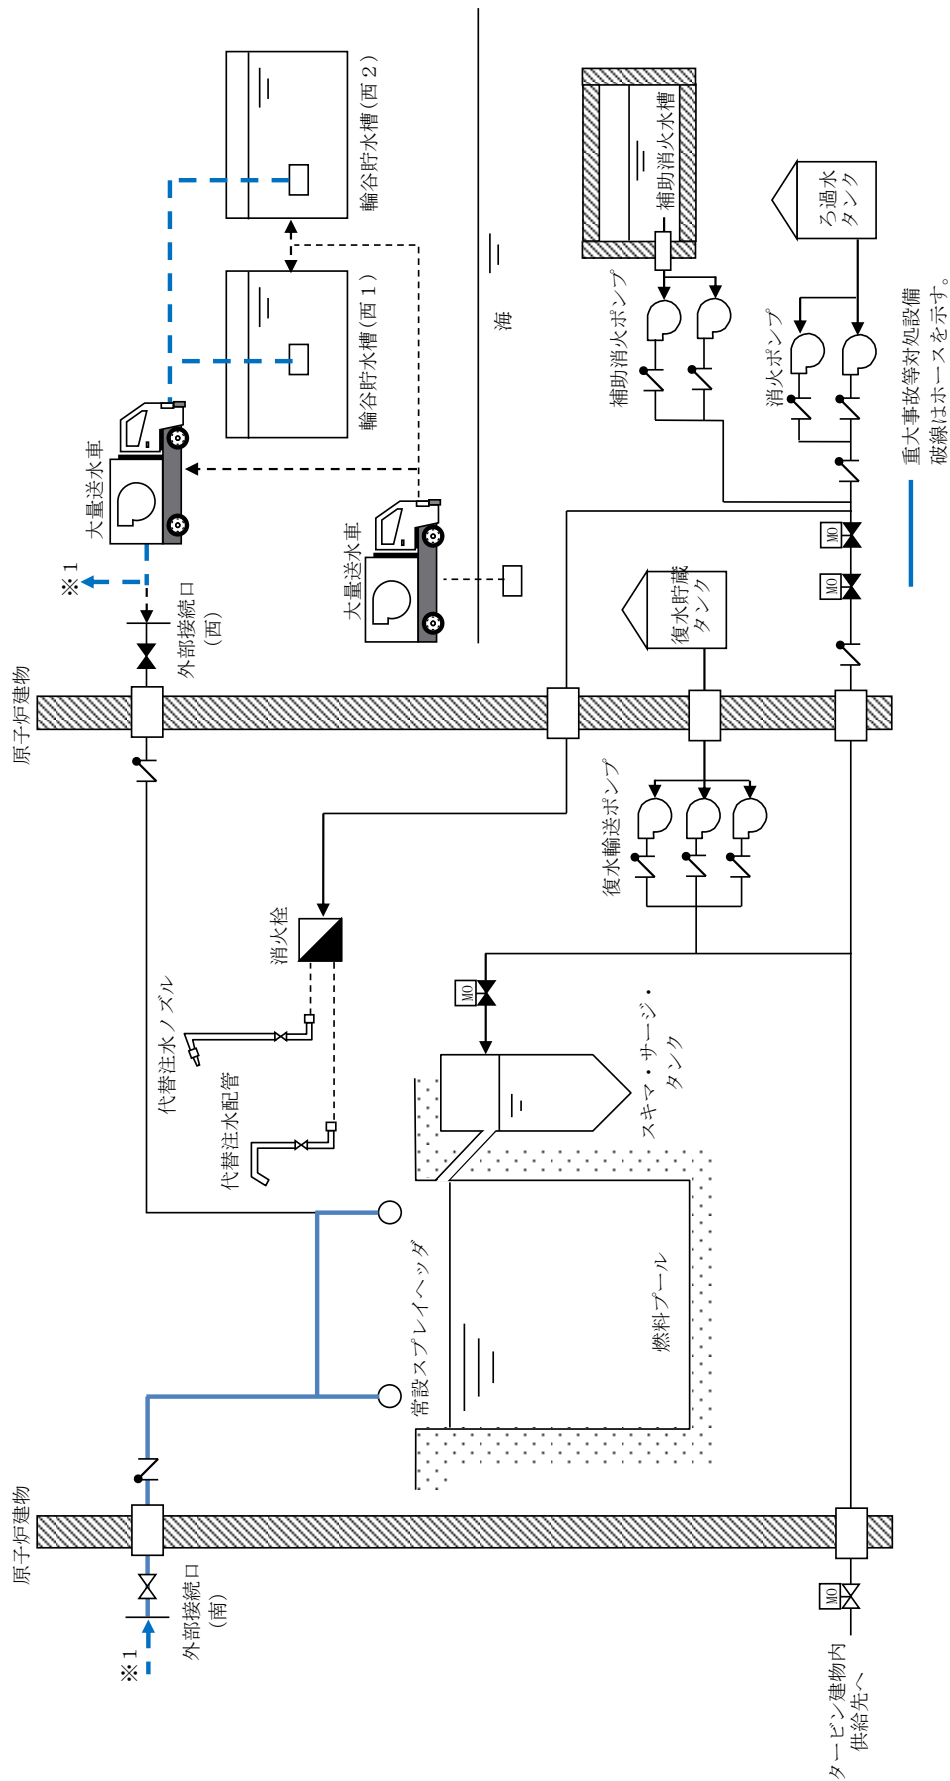 原子炉建物
原子炉建物
※1
※1
大量送水車
輪谷貯水槽(西1)
輪谷貯水槽(西2)
外部接続口
(西)
外部接続口
(南)
大量送水車
海
代替注水ノズル
代替注水配管
消火栓
常設スプレイヘッダ
燃料プール
スキマ・サージ・
タンク
MO
復水輸送ポンプ
復水貯蔵
タンク
補助消火ポンプ
補助消火水槽
消火ポンプ
ろ過水
タンク
MO
MO
MO
タービン建物内
供給先へ
重大事故等対処設備
破線はホースを示す。